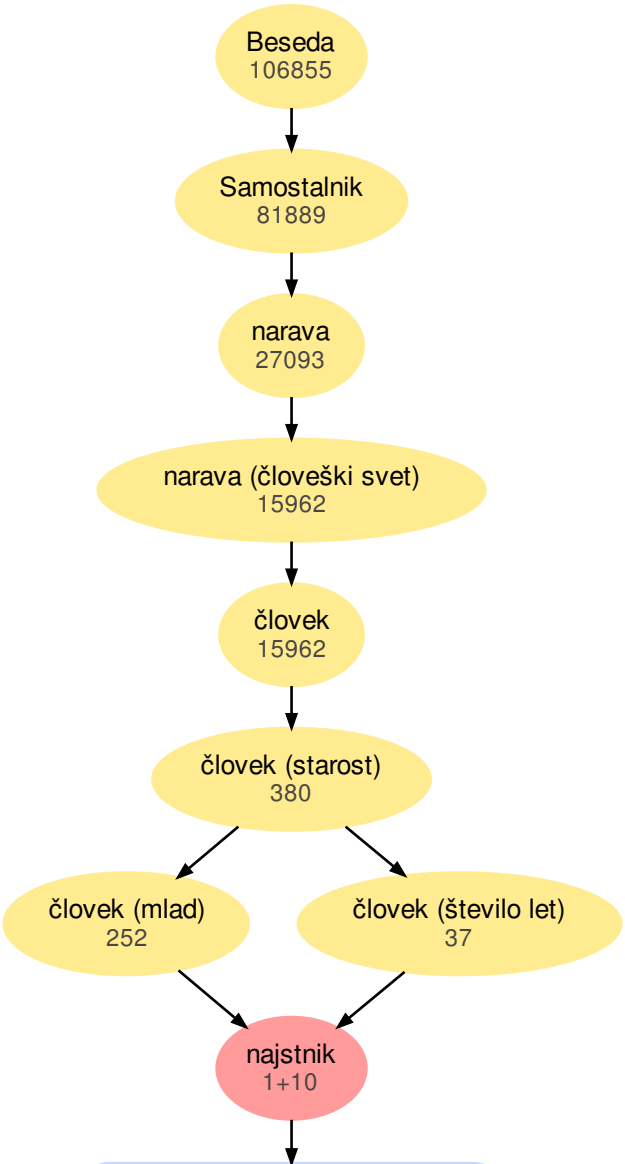 Beseda
106855
Samostalnik
81889
narava
27093
narava (človeški svet)
15962
človek
15962
človek (starost)
380
človek (mlad)
252
človek (število let)
37
najstnik
1+10